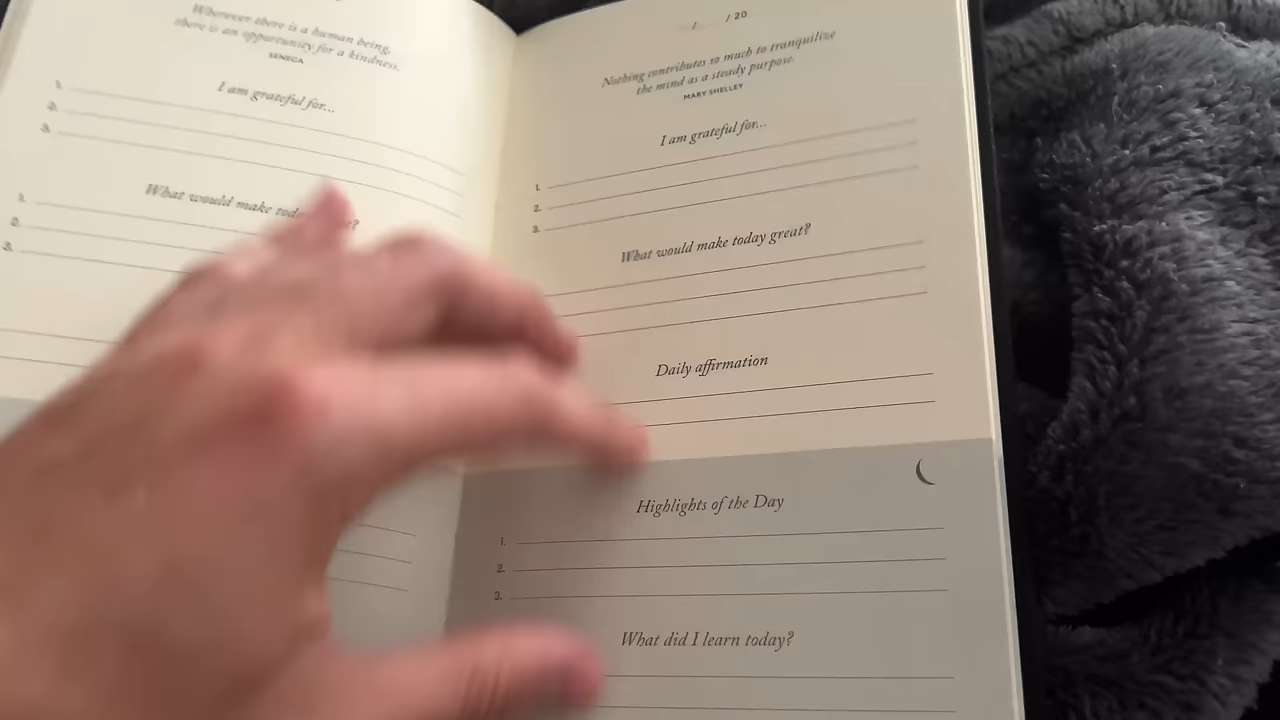 Wherever there is a human being,
there is an opportunity for a kindness.
SENECA
I am grateful for...
1.
2.
3.
What would make
1.
2.
3.
/ / 20
Nothing contributes so much to tranquilize
the mind as a steady purpose.
MARY SHELLEY
I am grateful for...
1.
2.
3.
What would make today great?
Daily affirmation
Highlights of the Day
1.
2.
3.
What did I learn today?